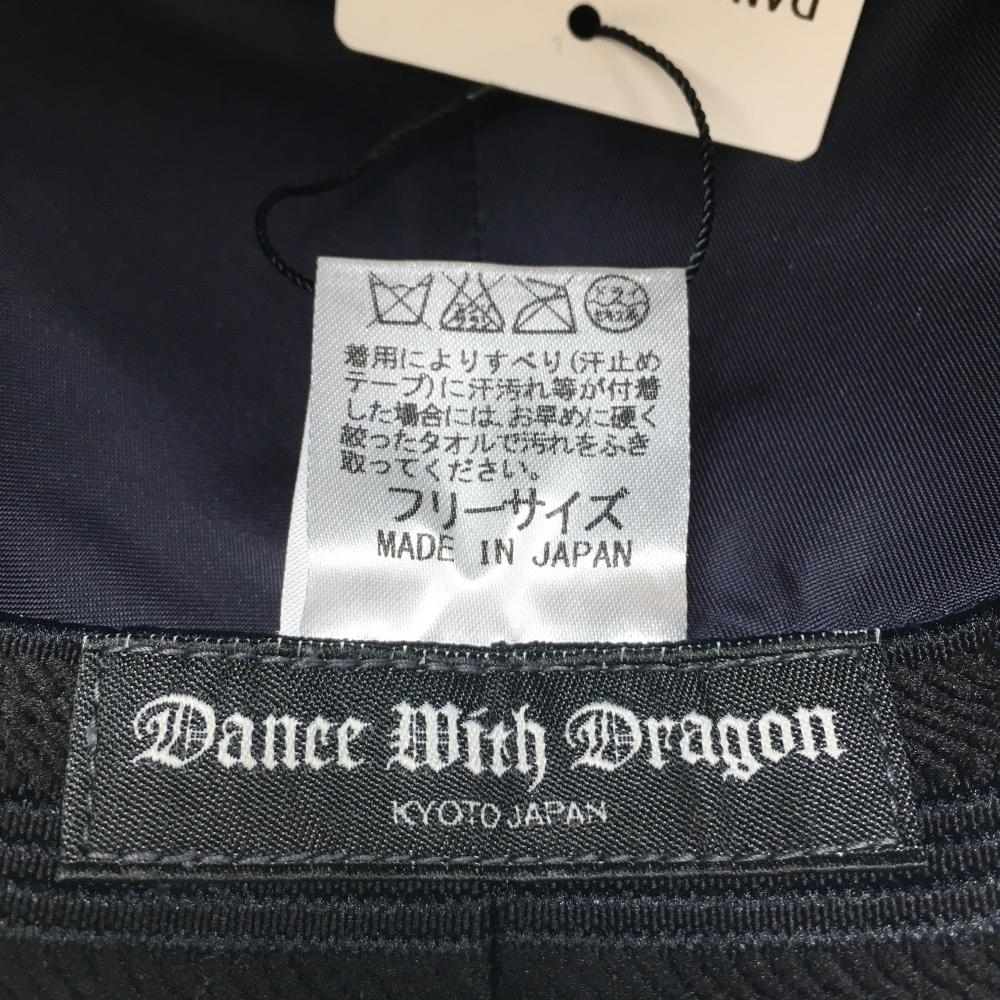 着用によりすべり(汗止め
テープ)に汗汚れ等が付着
した場合には、お早めに硬く
絞ったタオルで汚れをふき
取ってください。
フリーサイズ
MADE IN JAPAN
Dance With Dragon
KYOTO JAPAN